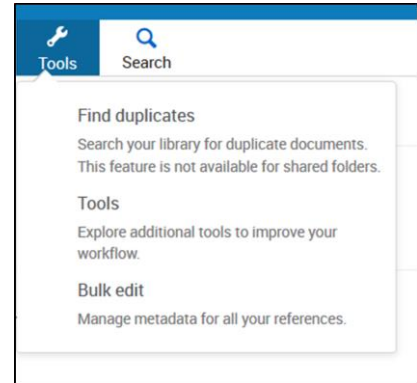 Tools Search
Find duplicates
Search your library for duplicate documents.
This feature is not available for shared folders.
Tools
Explore additional tools to improve your
workflow.
Bulk edit
Manage metadata for all your references.